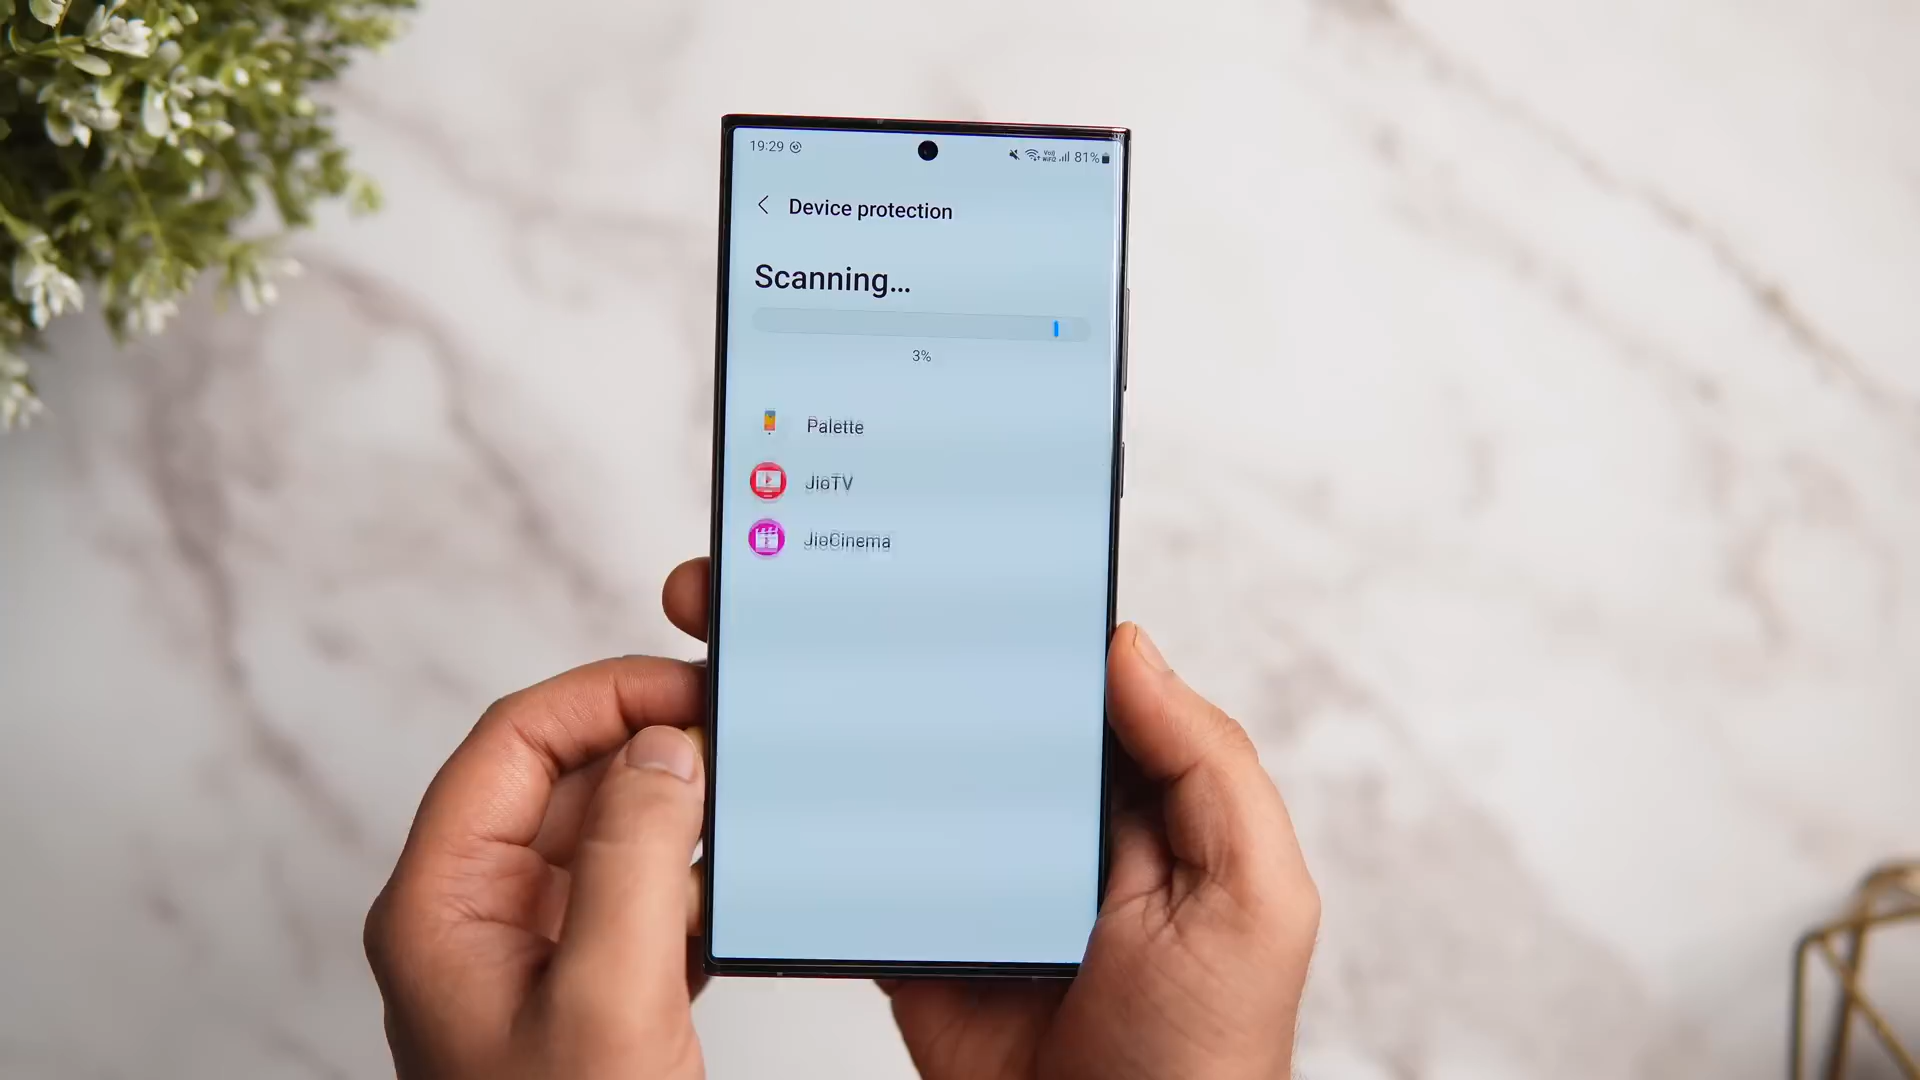 19:29
81%
Device protection
Scanning...
3%
Palette
JioTV
JioCinema